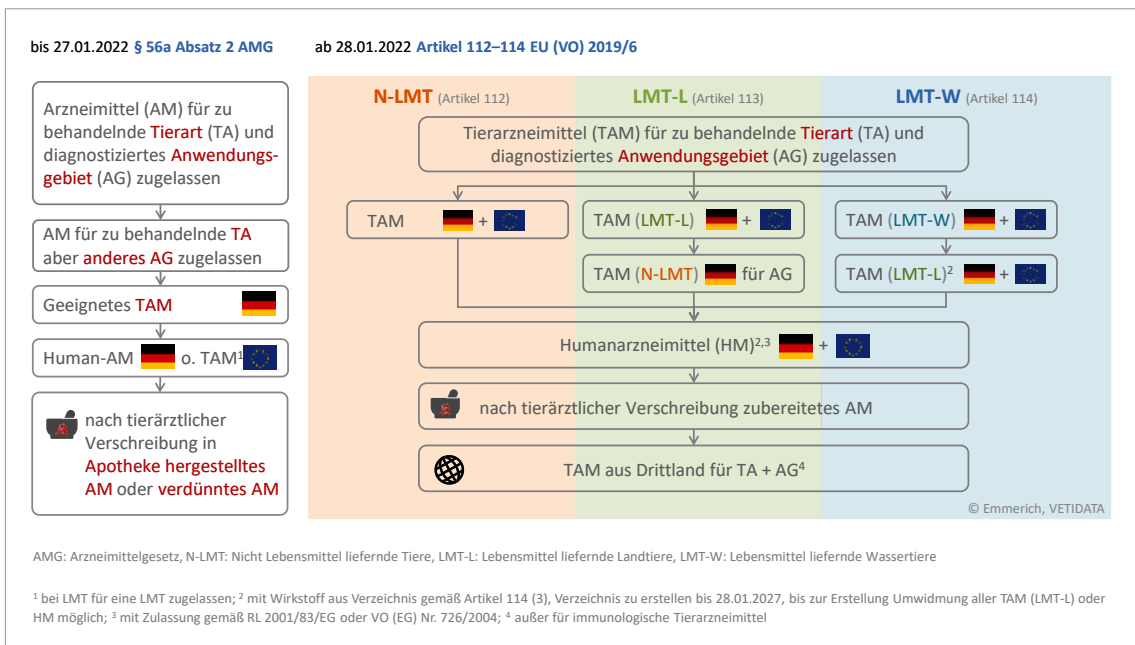 bis 27.01.2022 § 56a Absatz 2 AMG
ab 28.01.2022 Artikel 112–114 EU (VO) 2019/6
Arzneimittel (AM) für zu
behandelnde Tierart (TA) und
diagnostiziertes Anwendungs-
gebiet (AG) zugelassen
AM für zu behandelnde TA
aber anderes AG zugelassen
Geeignetes TAM
Human-AM o. TAM¹
nach tierärztlicher
Verschreibung in
Apotheke hergestelltes
AM oder verdünntes AM
N-LMT (Artikel 112)
LMT-L (Artikel 113)
LMT-W (Artikel 114)
Tierarzneimittel (TAM) für zu behandelnde Tierart (TA) und
diagnostiziertes Anwendungsgebiet (AG) zugelassen
TAM +
TAM (LMT-L) +
TAM (LMT-W) +
TAM (N-LMT) für AG
TAM (LMT-L)² +
Humanarzneimittel (HM)²,³ +
nach tierärztlicher Verschreibung zubereitetes AM
TAM aus Drittland für TA + AG⁴
© Emmerich, VETIDATA
AMG: Arzneimittelgesetz, N-LMT: Nicht Lebensmittel liefernde Tiere, LMT-L: Lebensmittel liefernde Landtiere, LMT-W: Lebensmittel liefernde Wassertiere
¹ bei LMT für eine LMT zugelassen; ² mit Wirkstoff aus Verzeichnis gemäß Artikel 114 (3), Verzeichnis zu erstellen bis 28.01.2027, bis zur Erstellung Umwidmung aller TAM (LMT-L) oder
HM möglich; ³ mit Zulassung gemäß RL 2001/83/EG oder VO (EG) Nr. 726/2004; ⁴ außer für immunologische Tierarzneimittel